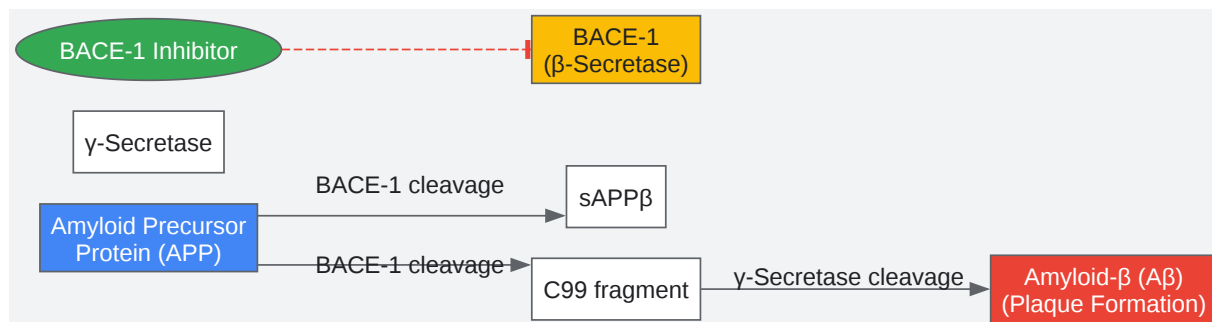 BACE-1 Inhibitor
BACE-1
(β-Secretase)
γ-Secretase
BACE-1 cleavage
sAPPβ
Amyloid Precursor
Protein (APP)
BACE-1 cleavage
C99 fragment
γ-Secretase cleavage
Amyloid-β (Aβ)
(Plaque Formation)